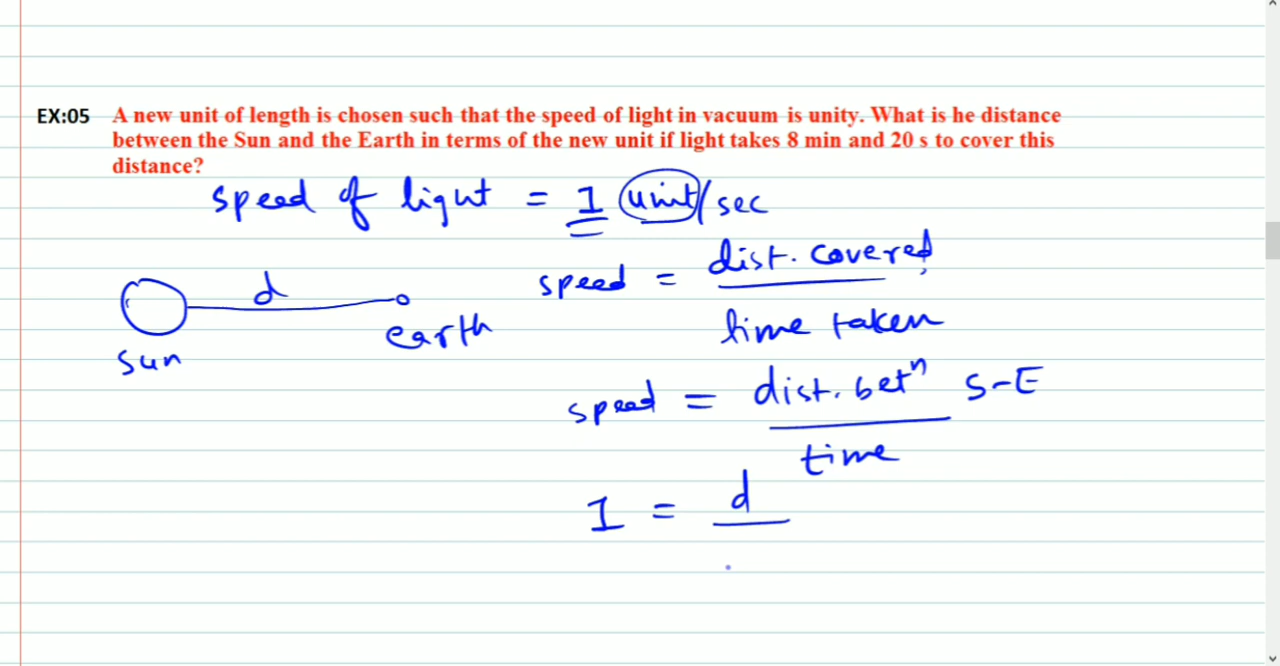 EX:05 A new unit of length is chosen such that the speed of light in vacuum is unity. What is he distance
between the Sun and the Earth in terms of the new unit if light takes 8 min and 20 s to cover this
distance?
speed of light = 1 unit/sec
speed = dist. covered
time taken
d
earth
sun
speed = dist. betⁿ S-E
time
1 = d